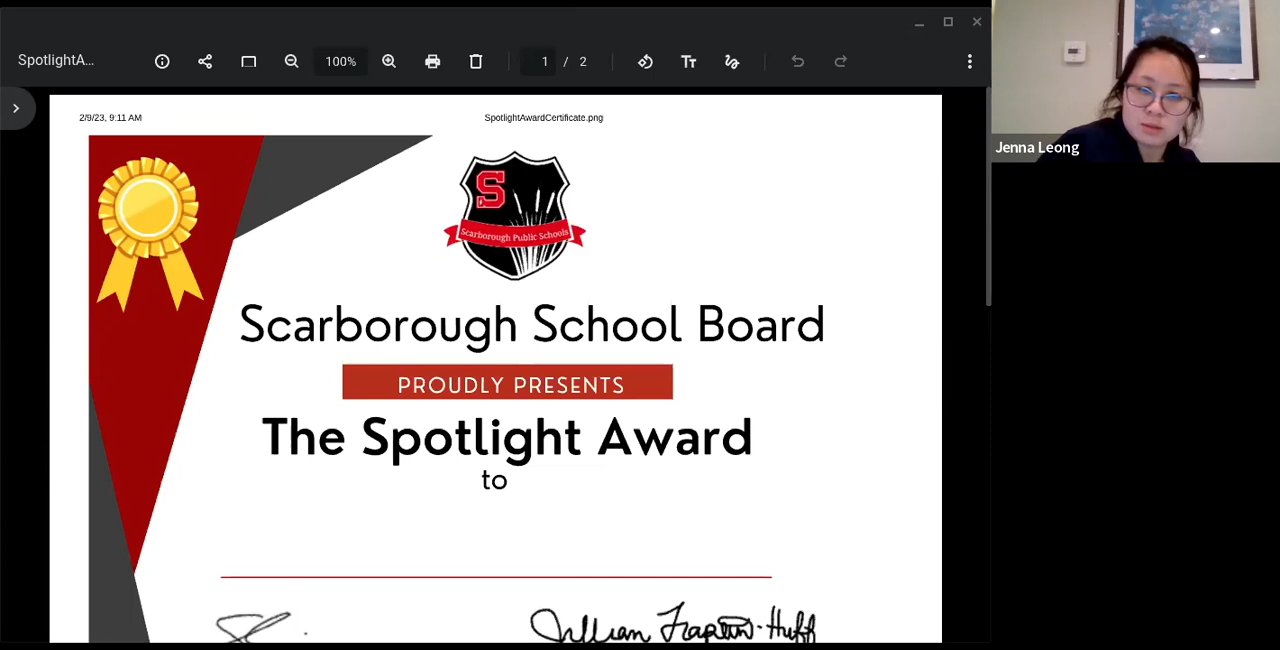 SpotlightA...
100%
1 / 2
Tt
2/9/23, 9:11 AM
SpotlightAwardCertificate.png
S
Scarborough Public Schools
Scarborough School Board
PROUDLY PRESENTS
The Spotlight Award
to
Jenna Leong